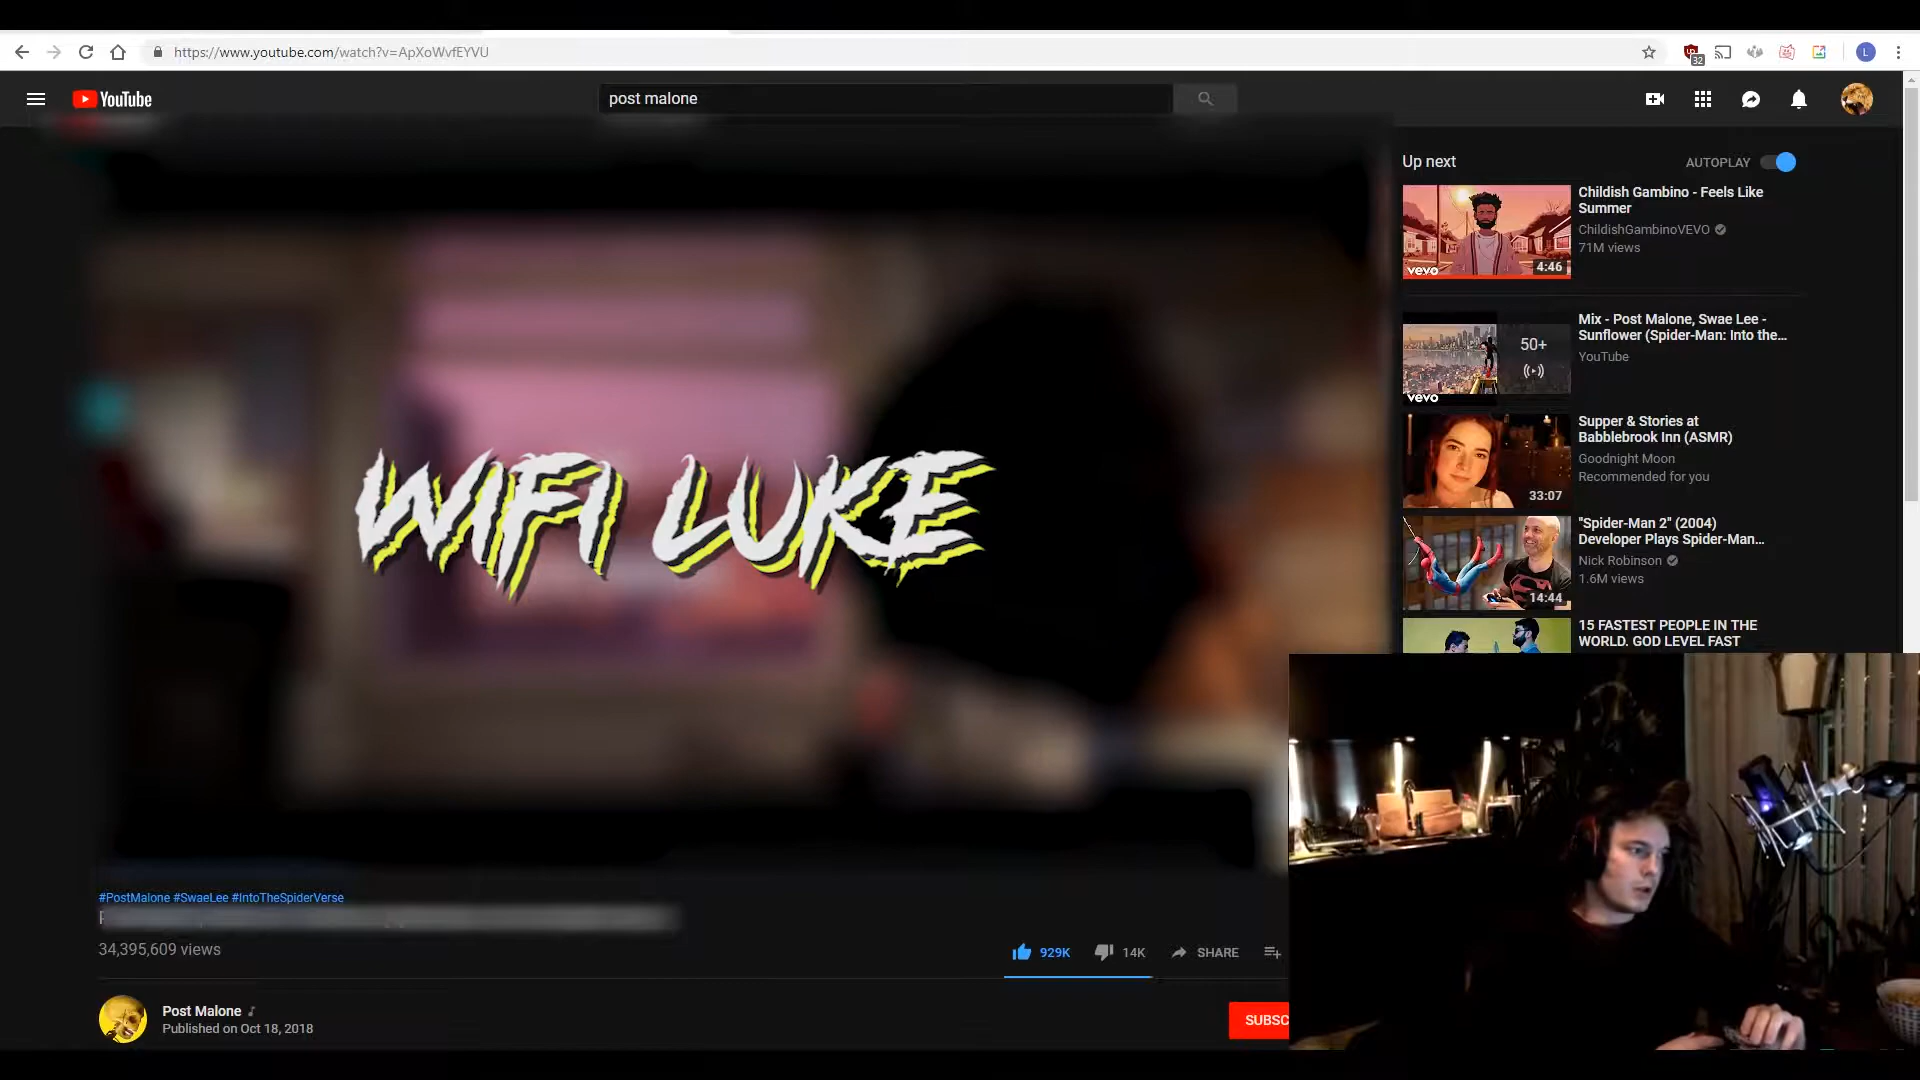 https://www.youtube.com/watch?v=ApXoWvfEYVU
32
L
YouTube
post malone
WIFI LUKE
Up next
AUTOPLAY
Childish Gambino - Feels Like
Summer
ChildishGambinoVEVO
71M views
vevo
4:46
Mix - Post Malone, Swae Lee -
Sunflower (Spider-Man: Into the...
YouTube
50+
vevo
Supper & Stories at
Babblebrook Inn (ASMR)
Goodnight Moon
Recommended for you
33:07
"Spider-Man 2" (2004)
Developer Plays Spider-Man...
Nick Robinson
1.6M views
14:44
15 FASTEST PEOPLE IN THE
WORLD. GOD LEVEL FAST
#PostMalone #SwaeLee #IntoTheSpiderVerse
34,395,609 views
929K
14K
SHARE
Post Malone
Published on Oct 18, 2018
SUBSC